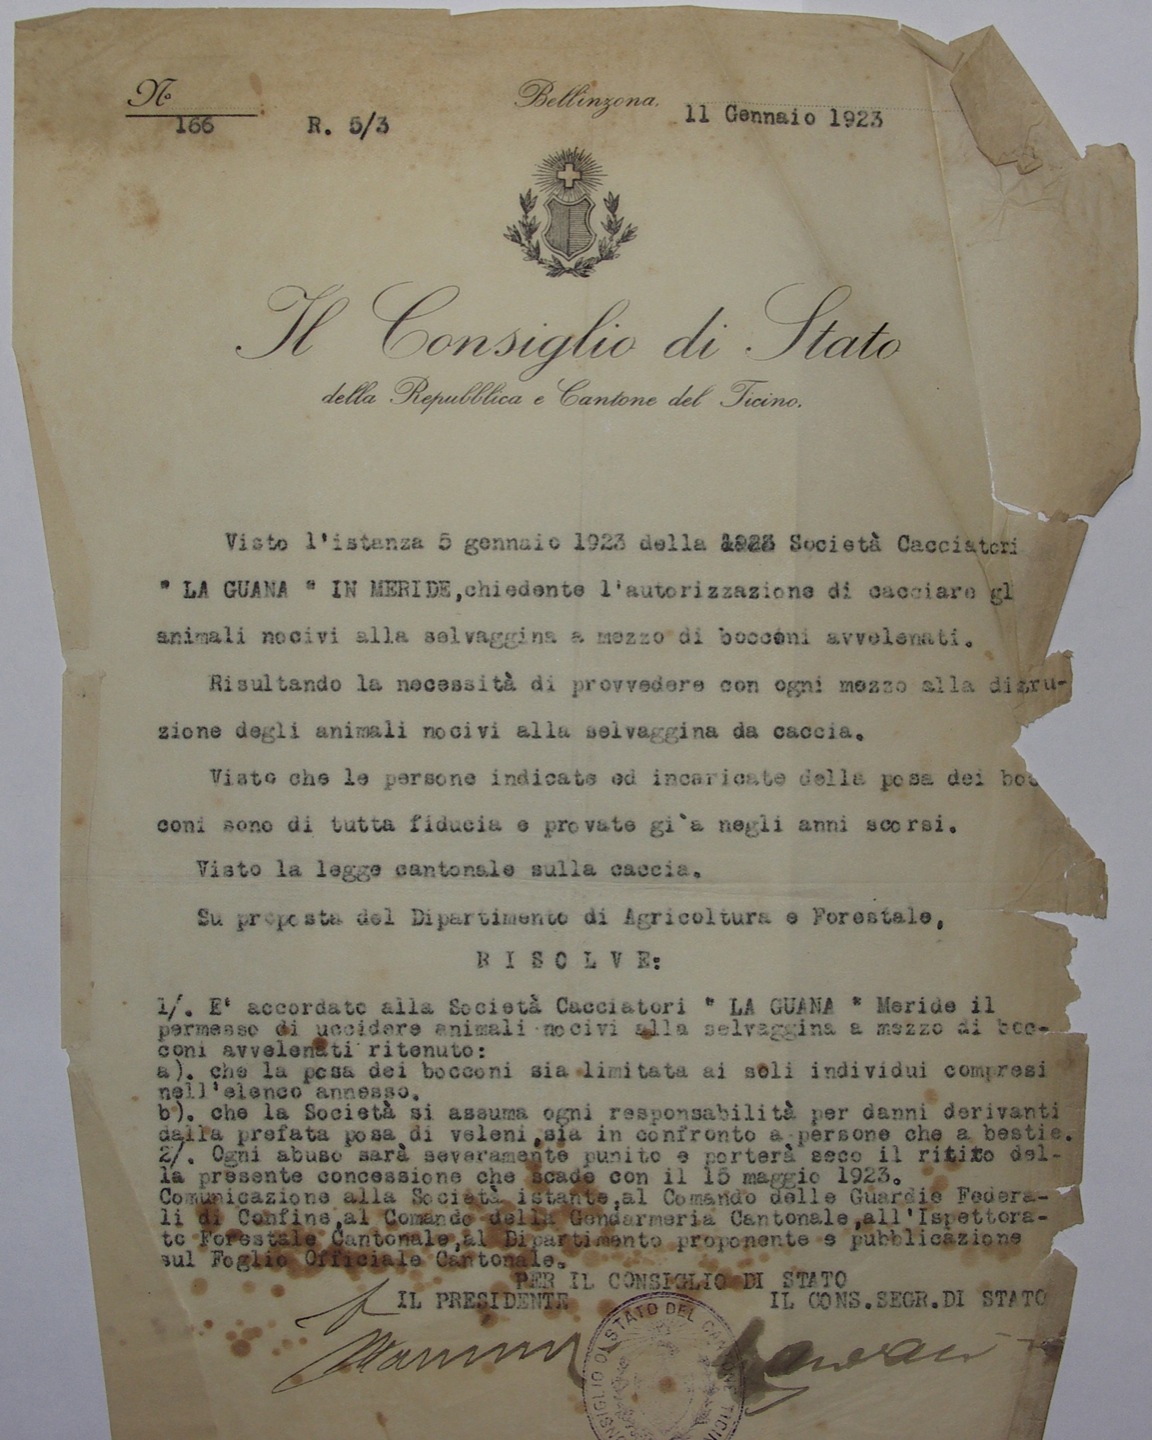 No
166 R. 5/3
Bellinzona, 11 Gennaio 1923
Il Consiglio di Stato
della Repubblica e Cantone del Ticino.
Visto l'istanza 5 gennaio 1923 della 1923 Società Cacciatori
" LA GUANA " IN MERIDE,chiedente l'autorizzazione di cacciare gl
animali nocivi alla selvaggina a mezzo di bocconi avvelenati.
Risultando la necessità di provvedere con ogni mezzo alla distru-
zione degli animali nocivi alla selvaggina da caccia.
Visto che le persone indicate ed incaricate della posa dei boc
coni sono di tutta fiducia e provate gi'a negli anni scorsi.
Visto la legge cantonale sulla caccia.
Su proposta del Dipartimento di Agricoltura e Forestale,
R I S O L V E:
1/. E' accordato alla Società Cacciatori " LA GUANA " Meride il
permesso di uccidere animali nocivi alla selvaggina a mezzo di boc-
coni avvelenati ritenuto:
a). che la posa dei bocconi sia limitata ai soli individui compresi
nell'elenco annesso.
b). che la Società si assuma ogni responsabilità per danni derivanti
dalla prefata posa di veleni,sia in confronto a persone che a bestie.
2/. Ogni abuso sarà severamente punito e porterà seco il ritito del-
la presente concessione che scade con il 15 maggio 1923.
Comunicazione alla Società istante,al Comando delle Guardie Federa-
li di Confine,al Comando della Gendarmeria Cantonale,all'Ispettora-
to Forestale Cantonale,al Dipartimento proponente e pubblicazione
sul Foglio Officiale Cantonale.
PER IL CONSIGLIO DI STATO
IL PRESIDENTE IL CONS.SEGR.DI STATO
CONSIGLIO DI STATO DEL CANTONE TICIN